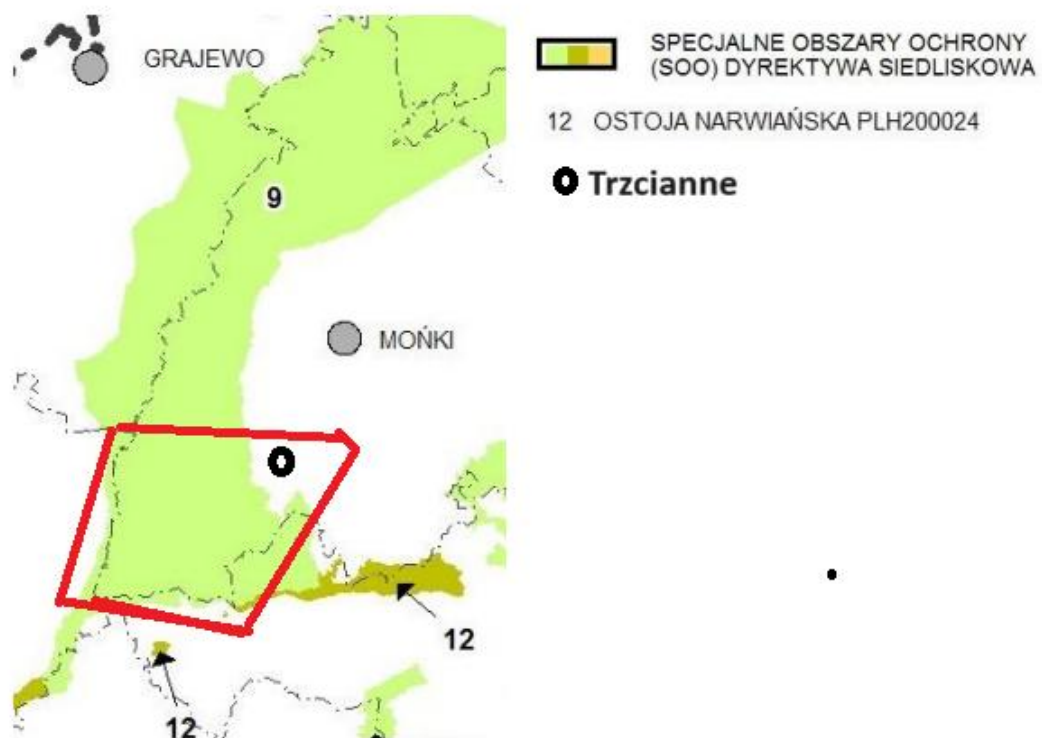 GRAJEWO
9
MOŃKI
12
12
SPECJALNE OBSZARY OCHRONY
(SOO) DYREKTYWA SIEDLISKOWA
12 OSTOJA NARWIAŃSKA PLH200024
Trzcianne